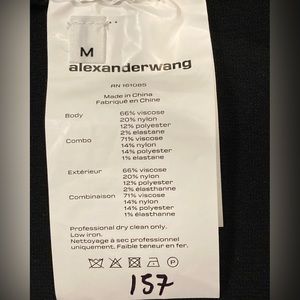 M
alexanderwang
RN 161085
Made in China
Fabriqué en Chine
Body 66% viscose
20% nylon
12% polyester
2% elastane
Combo 71% viscose
14% nylon
14% polyester
1% elastane
Extérieur 66% viscose
20% nylon
12% polyester
2% élasthanne
Combinaison 71% viscose
14% nylon
14% polyester
1% élasthanne
Professional dry clean only.
Low iron.
Nettoyage à sec professionnel
uniquement. Faible teneur en fer.
P
157